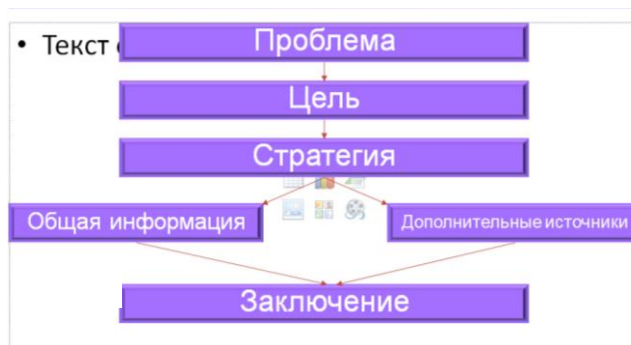 • Текст
Проблема
Цель
Стратегия
Общая информация
Дополнительные источники
Заключение